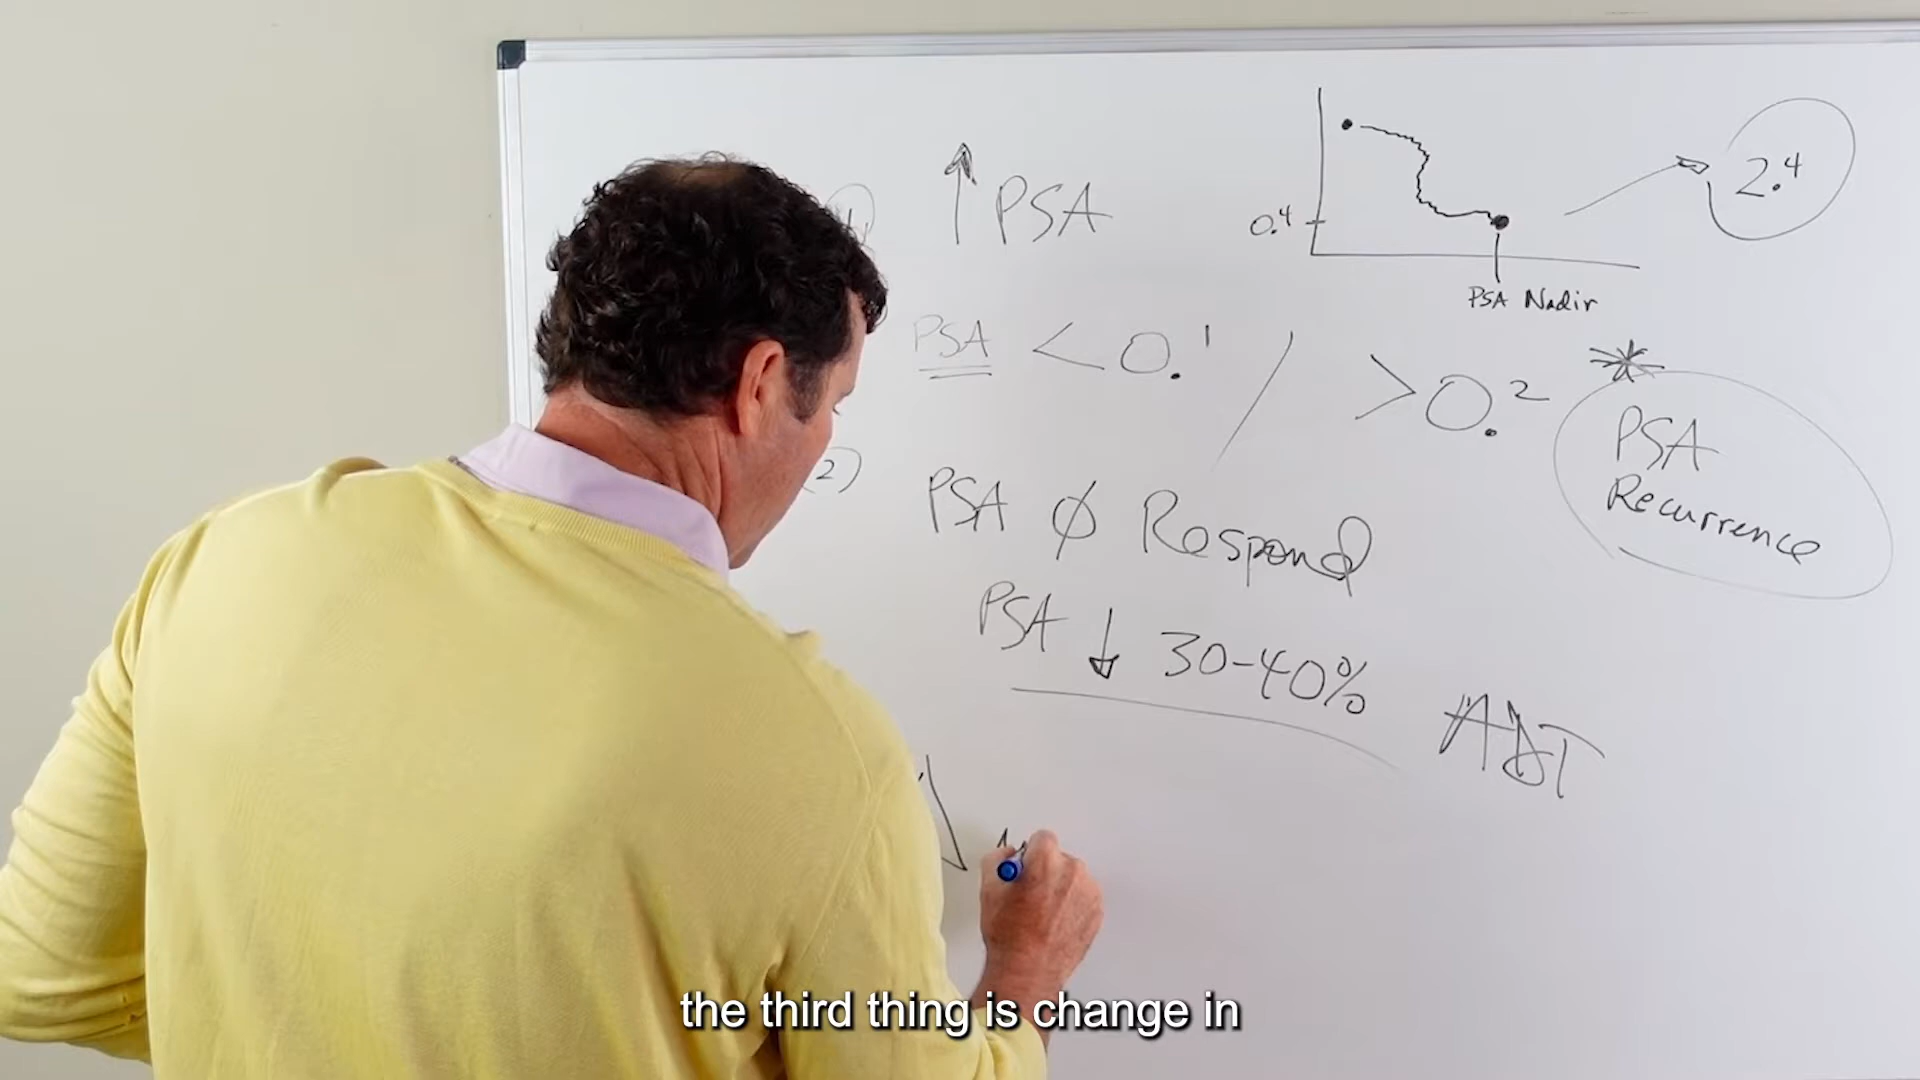 ↑ PSA
0.4
2.4
PSA Nadir
PSA < 0.1 / > 0.2
*
PSA
Recurrence
(2)
PSA ∅ Respond
PSA ↓ 30-40%
ADT
the third thing is change in